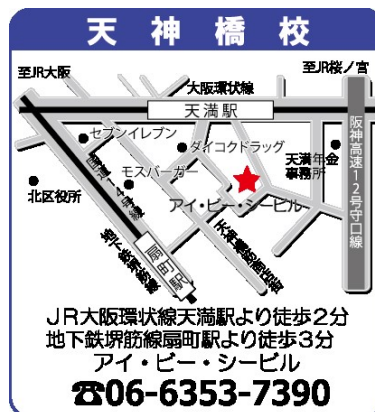 天神橋校
至JR大阪
至JR桜ノ宮
大阪環状線
天満駅
セブンイレブン
ダイコクドラッグ
天満年金
事務所
モスバーガー
北区役所
アイ・ビー・シービル
阪神高速12号守口線
扇町駅
地下鉄堺筋線
JR大阪環状線天満駅より徒歩2分
地下鉄堺筋線扇町駅より徒歩3分
アイ・ビー・シービル
☎06-6353-7390